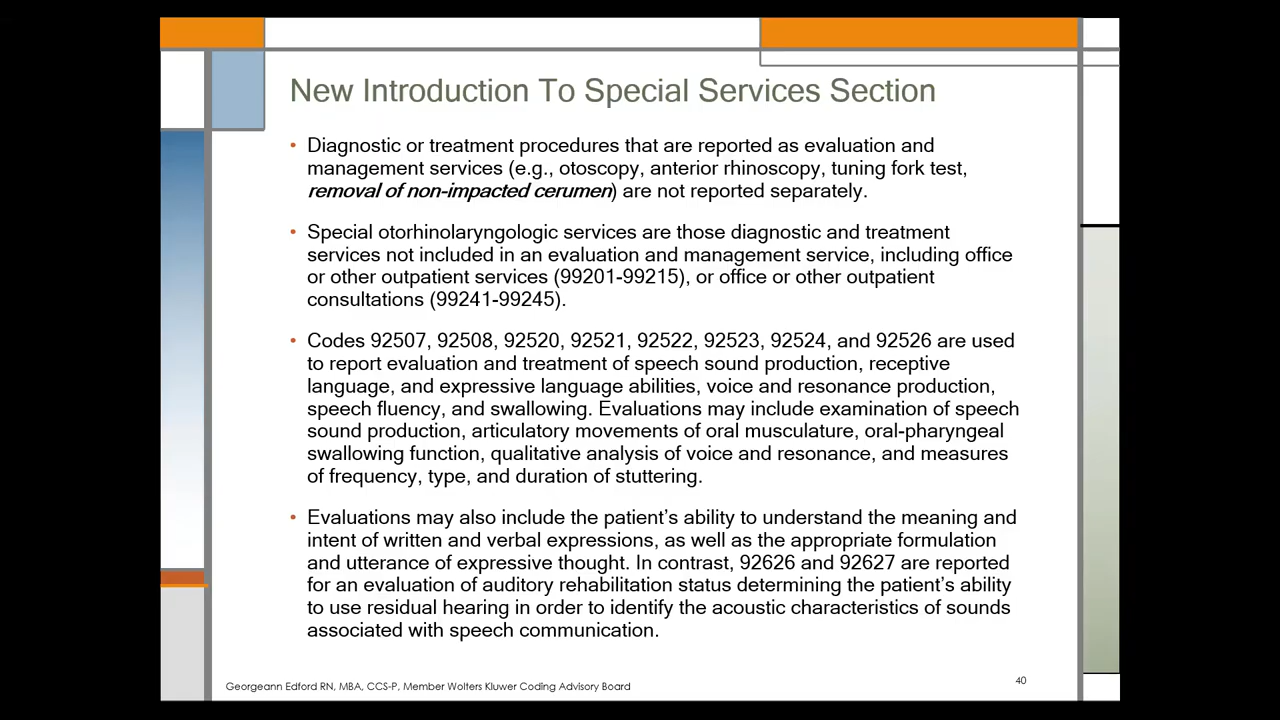 New Introduction To Special Services Section
• Diagnostic or treatment procedures that are reported as evaluation and
management services (e.g., otoscopy, anterior rhinoscopy, tuning fork test,
removal of non-impacted cerumen) are not reported separately.
• Special otorhinolaryngologic services are those diagnostic and treatment
services not included in an evaluation and management service, including office
or other outpatient services (99201-99215), or office or other outpatient
consultations (99241-99245).
• Codes 92507, 92508, 92520, 92521, 92522, 92523, 92524, and 92526 are used
to report evaluation and treatment of speech sound production, receptive
language, and expressive language abilities, voice and resonance production,
speech fluency, and swallowing. Evaluations may include examination of speech
sound production, articulatory movements of oral musculature, oral-pharyngeal
swallowing function, qualitative analysis of voice and resonance, and measures
of frequency, type, and duration of stuttering.
• Evaluations may also include the patient's ability to understand the meaning and
intent of written and verbal expressions, as well as the appropriate formulation
and utterance of expressive thought. In contrast, 92626 and 92627 are reported
for an evaluation of auditory rehabilitation status determining the patient's ability
to use residual hearing in order to identify the acoustic characteristics of sounds
associated with speech communication.
Georgeann Edford RN, MBA, CCS-P, Member Wolters Kluwer Coding Advisory Board
40